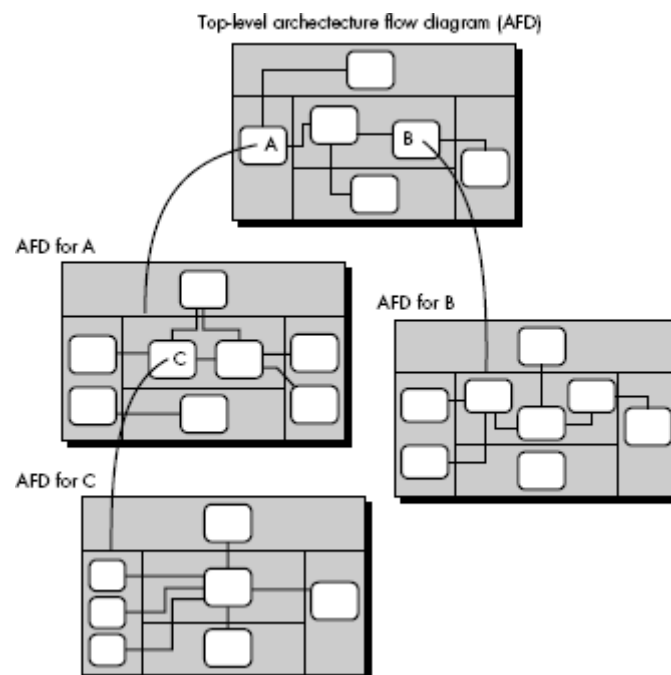 Top-level archectecture flow diagram (AFD)
A
B
AFD for A
AFD for B
C
AFD for C